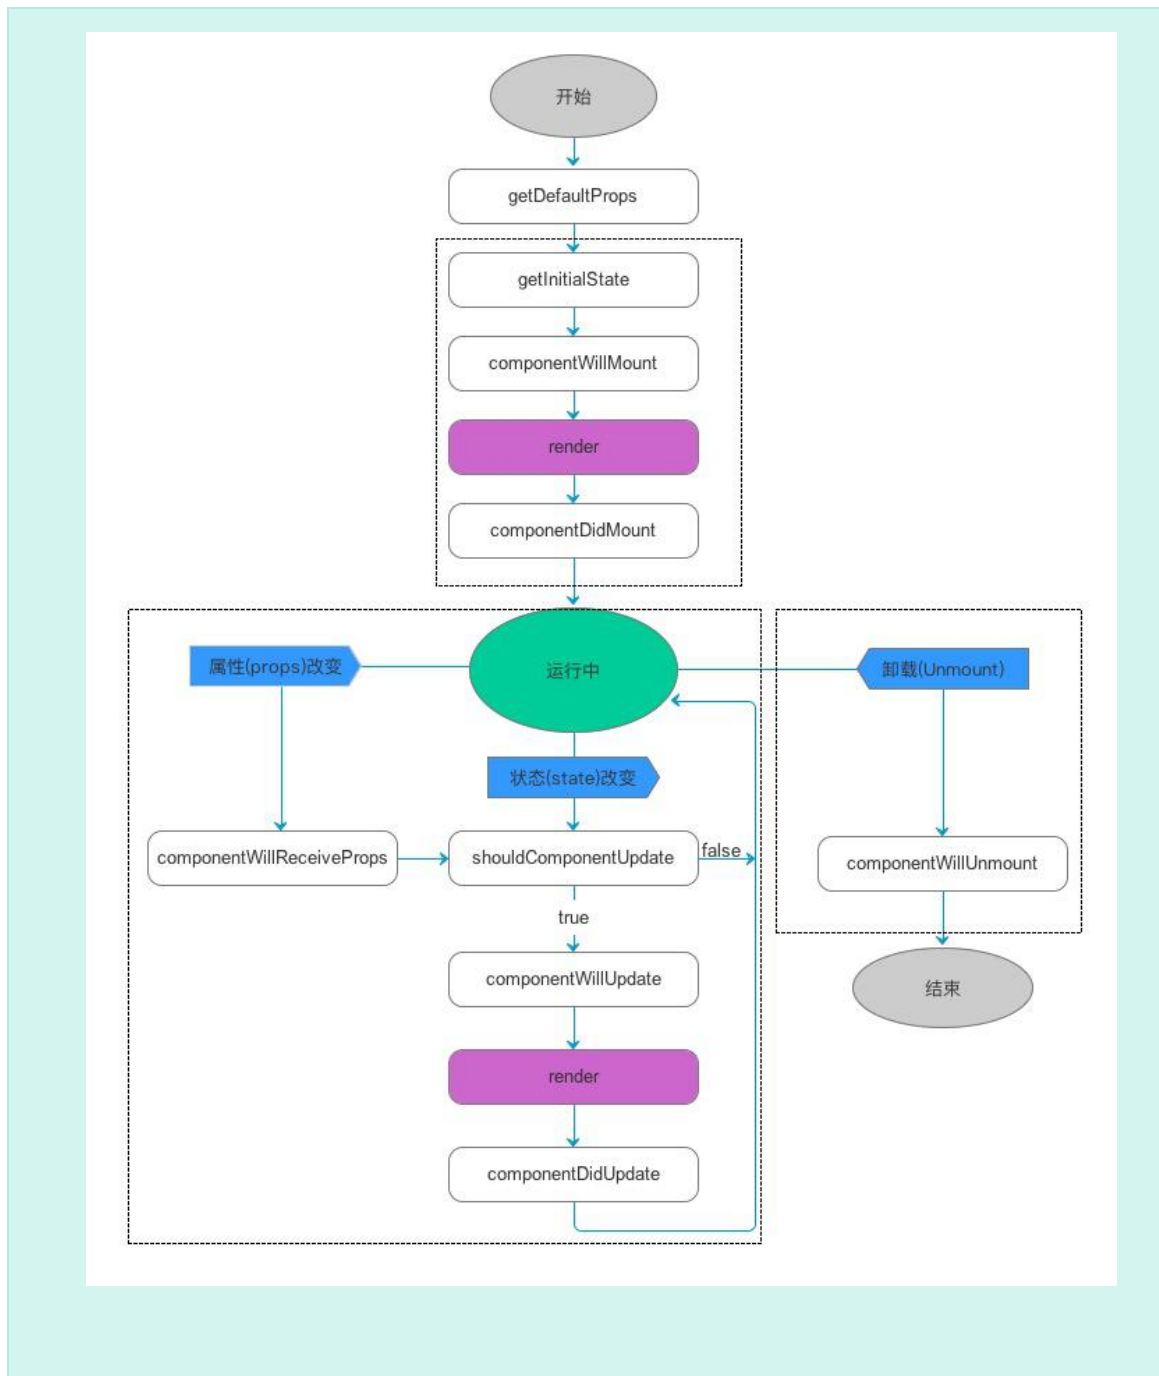 开始
getDefaultProps
getInitialState
componentWillMount
render
componentDidMount
属性(props)改变
运行中
卸载(Unmount)
状态(state)改变
componentWillReceiveProps
shouldComponentUpdate
false
componentWillUnmount
true
componentWillUpdate
结束
render
componentDidUpdate